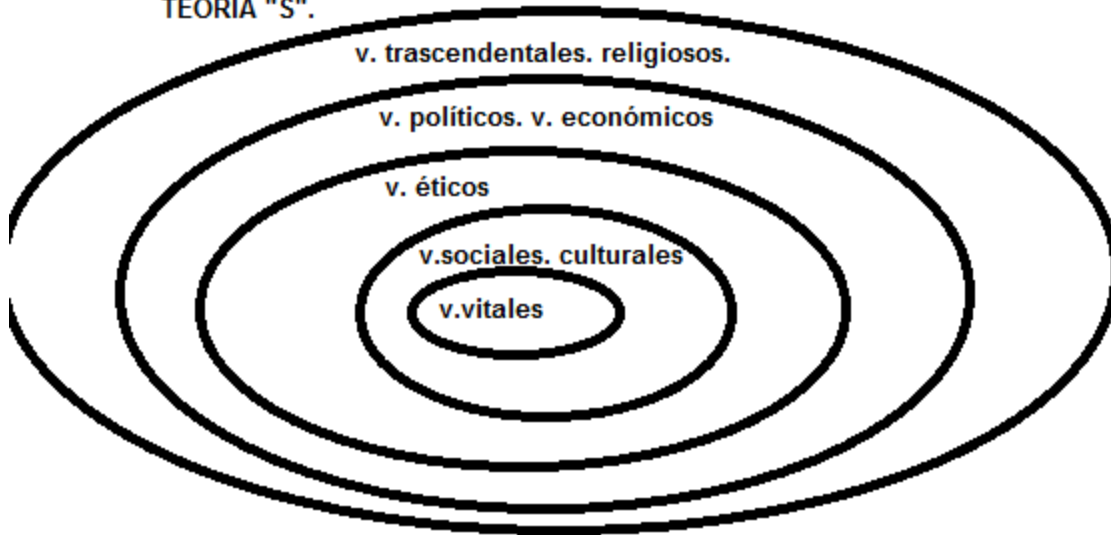 TEORIA "S".
v. trascendentales. religiosos.
v. políticos. v. económicos
v. éticos
v.sociales. culturales
v.vitales